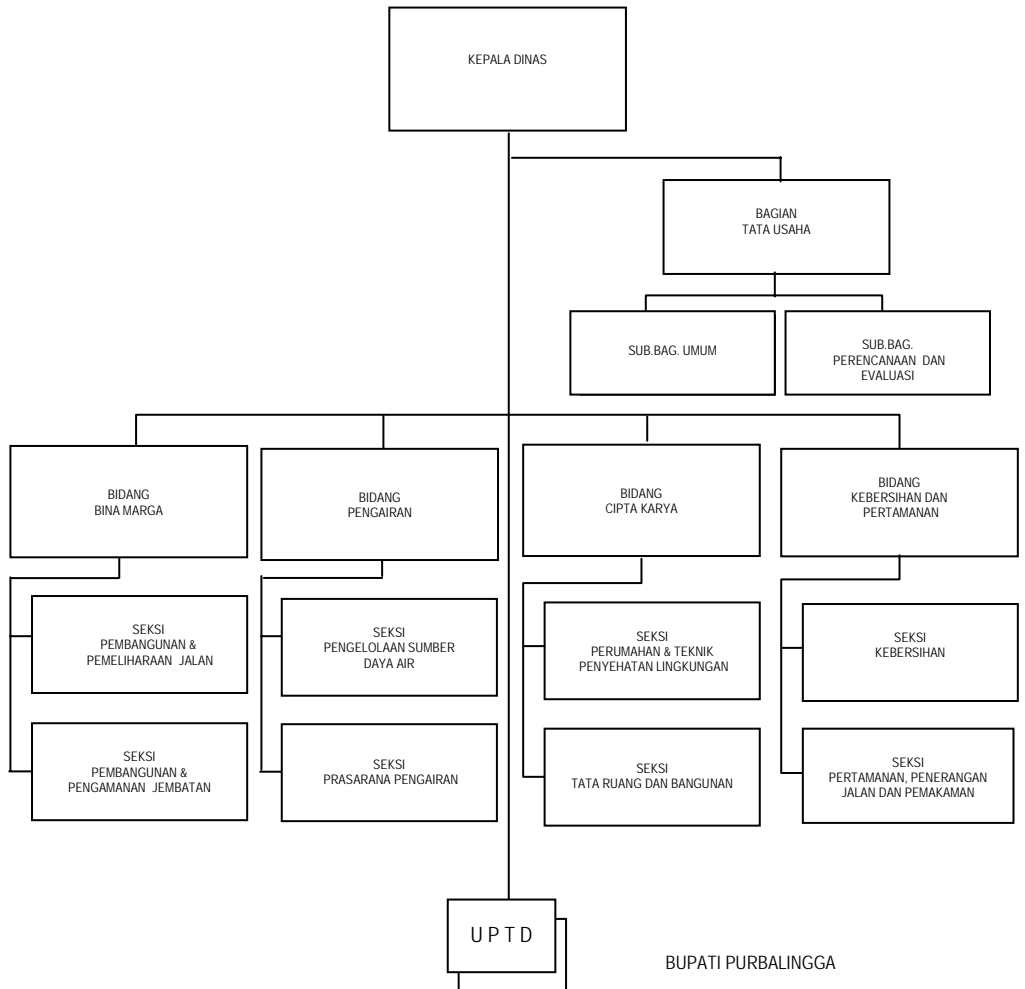 KEPALA DINAS
BAGIAN
TATA USAHA
SUB.BAG. UMUM
SUB.BAG.
PERENCANAAN DAN
EVALUASI
BIDANG
BINA MARGA
BIDANG
PENGAIRAN
BIDANG
CIPTA KARYA
BIDANG
KEBERSIHAN DAN
PERTAMANAN
SEKSI
PEMBANGUNAN &
PEMELIHARAAN JALAN
SEKSI
PENGELOLAAN SUMBER
DAYA AIR
SEKSI
PERUMAHAN & TEKNIK
PENYEHATAN LINGKUNGAN
SEKSI
KEBERSIHAN
SEKSI
PEMBANGUNAN &
PENGAMANAN JEMBATAN
SEKSI
PRASARANA PENGAIRAN
SEKSI
TATA RUANG DAN BANGUNAN
SEKSI
PERTAMANAN, PENERANGAN
JALAN DAN PEMAKAMAN
U P T D
BUPATI PURBALINGGA